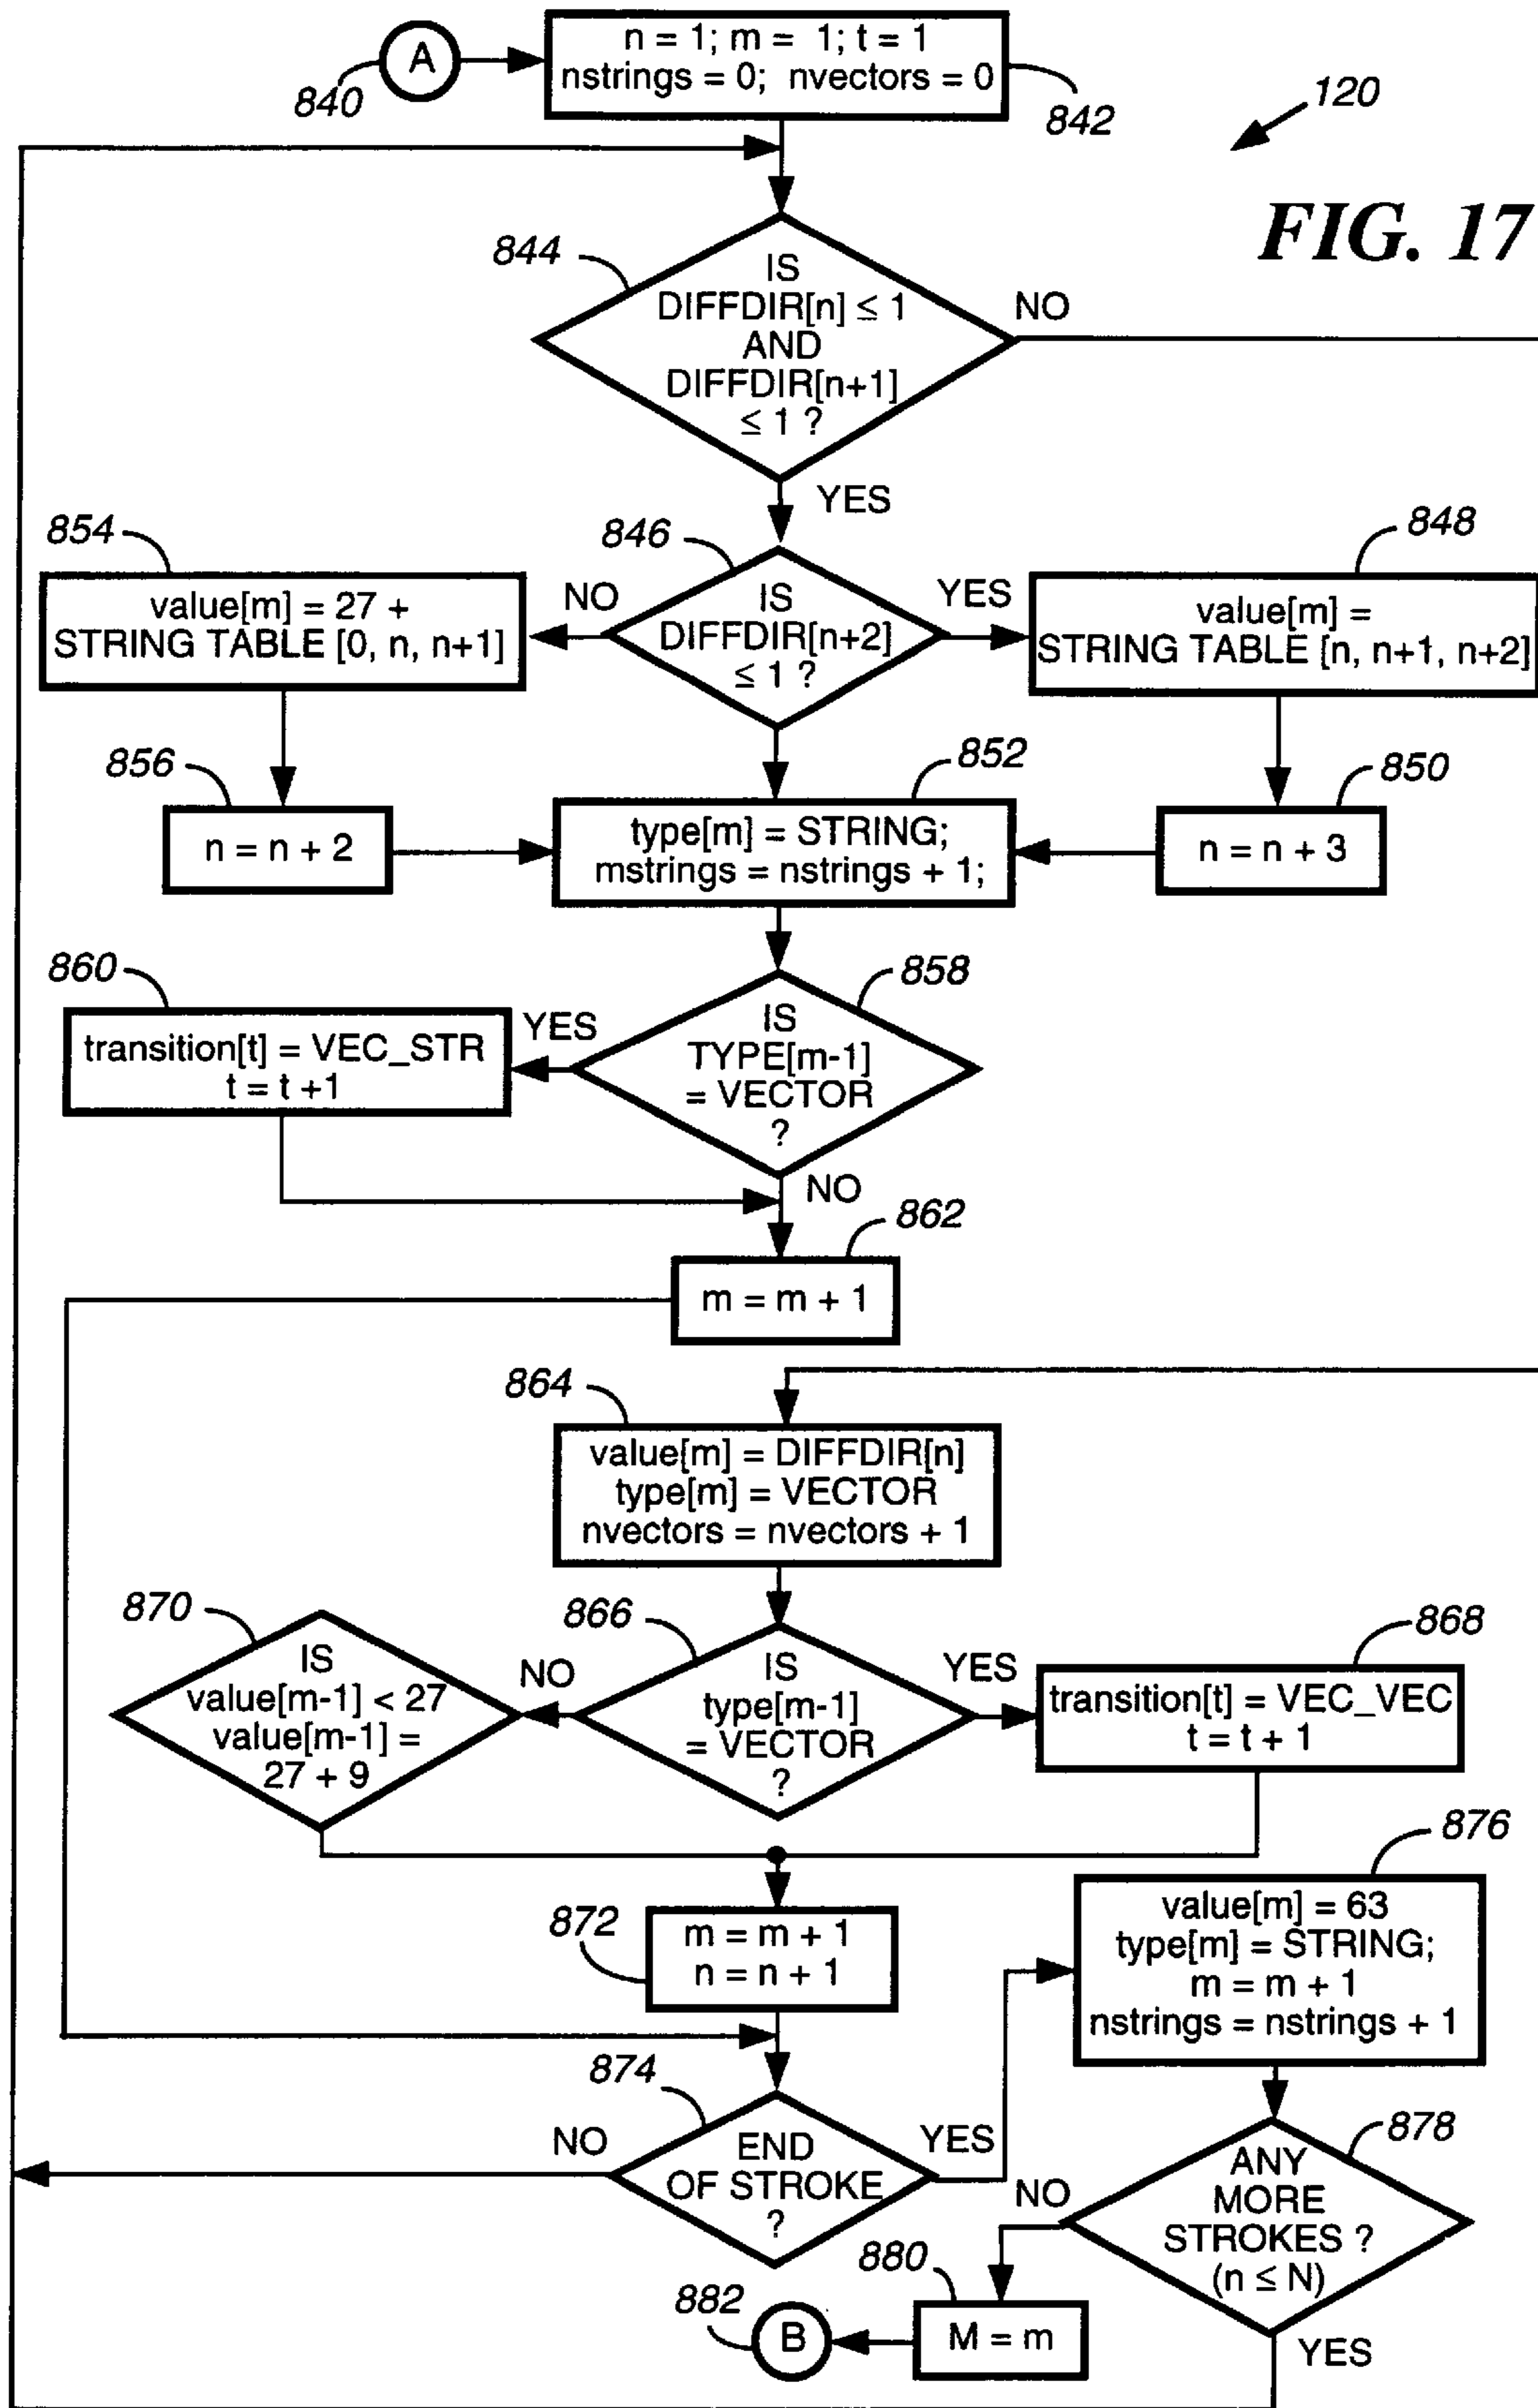 A
840
n = 1; m = 1; t = 1
nstrings = 0; nvectors = 0
842
120
FIG. 17
844
IS
DIFFDIR[n] ≤ 1
AND
DIFFDIR[n+1]
≤ 1 ?
NO
YES
854
value[m] = 27 +
STRING TABLE [0, n, n+1]
846
NO
IS
DIFFDIR[n+2]
≤ 1 ?
YES
848
value[m] =
STRING TABLE [n, n+1, n+2]
856
n = n + 2
852
type[m] = STRING;
mstrings = nstrings + 1;
850
n = n + 3
860
transition[t] = VEC_STR
t = t +1
YES
858
IS
TYPE[m-1]
= VECTOR
?
NO
862
m = m + 1
864
value[m] = DIFFDIR[n]
type[m] = VECTOR
nvectors = nvectors + 1
870
IS
value[m-1] < 27
value[m-1] =
27 + 9
NO
866
IS
type[m-1]
= VECTOR
?
YES
868
transition[t] = VEC_VEC
t = t + 1
872
m = m + 1
n = n + 1
876
value[m] = 63
type[m] = STRING;
m = m + 1
nstrings = nstrings + 1
874
NO
END
OF STROKE
?
YES
878
ANY
MORE
STROKES ?
(n ≤ N)
NO
YES
880
M = m
882
B